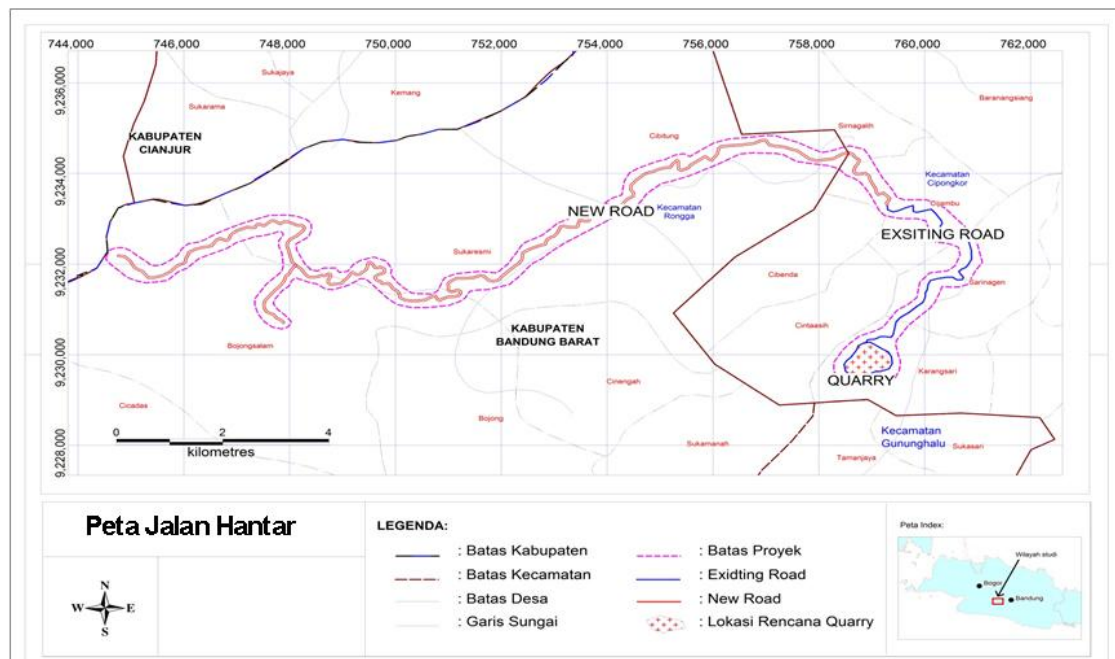 744,000 746,000 748,000 750,000 752,000 754,000 756,000 758,000 760,000 762,000
9,236,000
9,234,000
9,232,000
9,230,000
9,228,000
Sukajaya
Kemang
Baranangsiang
Sukarama
KABUPATEN
CIANJUR
Cibitung
Sirnagalih
Kecamatan
Cipongkor
Cijambu
NEW ROAD
Kecamatan
Rongga
EXSITING ROAD
Sukaresmi
Cibenda
Sarinagen
KABUPATEN
BANDUNG BARAT
Cintaasih
Bojongsalam
Karangsari
QUARRY
Cinengah
Cicadas
Bojong
0 2 4
kilometres
Sukamanah
Kecamatan
Gununghalu
Sukasari
Tamanjaya
Peta Jalan Hantar
N
W E
S
LEGENDA:
: Batas Kabupaten
: Batas Kecamatan
: Batas Desa
: Garis Sungai
: Batas Proyek
: Exidting Road
: New Road
: Lokasi Rencana Quarry
Peta Index:
Wilayah studi
Bogor
Bandung